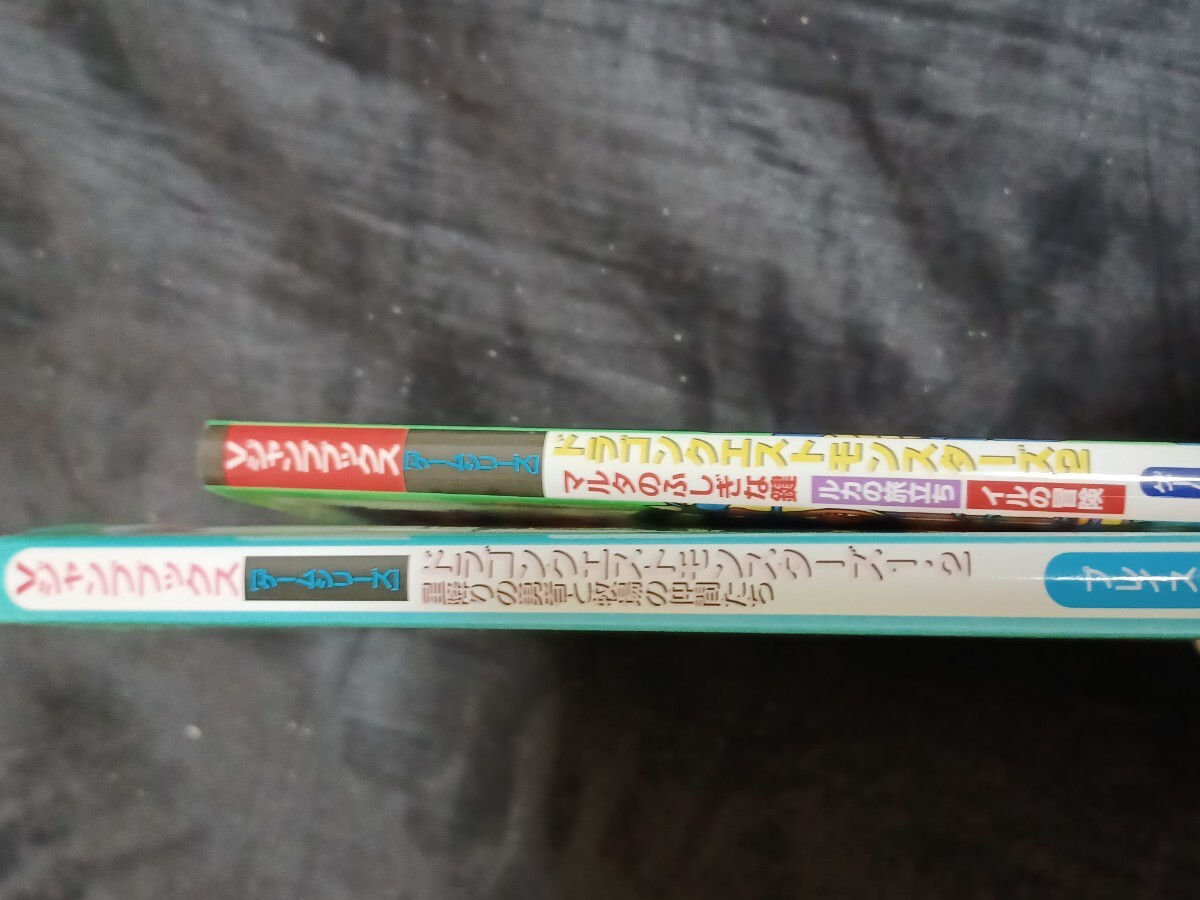 Vジャンプブックス
[ゲームシリーズ]
ドラゴンクエストモンスターズ2
マルタのふしぎな鍵
ルカの旅立ち
イルの冒険
Vジャンプブックス
[ゲームシリーズ]
ドラゴンクエストモンスターズ1・2
星降りの勇者と牧場の仲間たち
プレイス